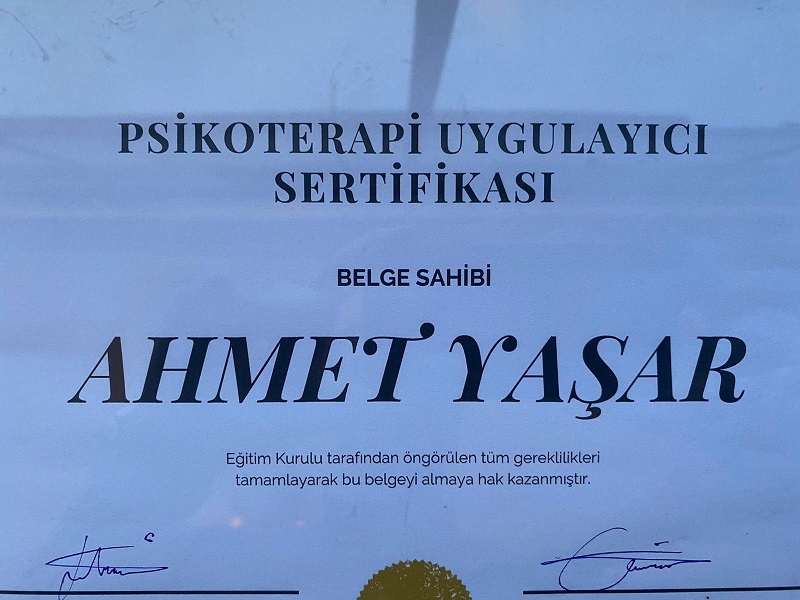 PSİKOTERAPİ UYGULAYICI
SERTİFİKASI
BELGE SAHİBİ
AHMET YAŞAR
Eğitim Kurulu tarafından öngörülen tüm gereklilikleri
tamamlayarak bu belgeyi almaya hak kazanmıştır.